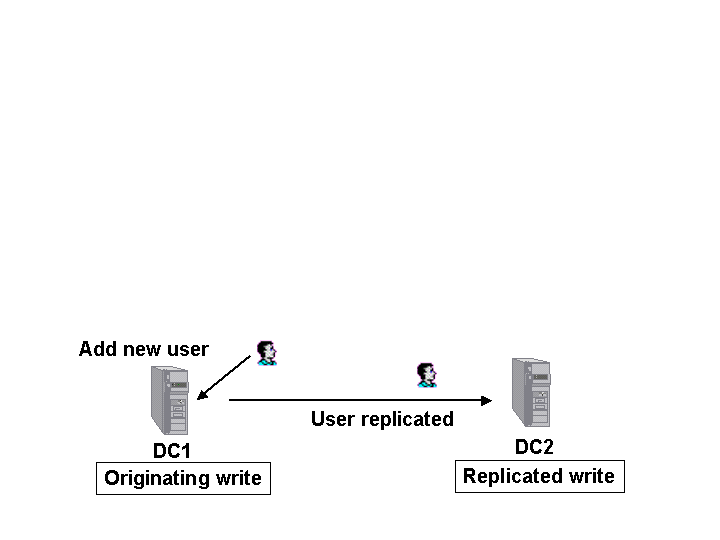 Add new user
User replicated
DC1
DC2
Originating write
Replicated write